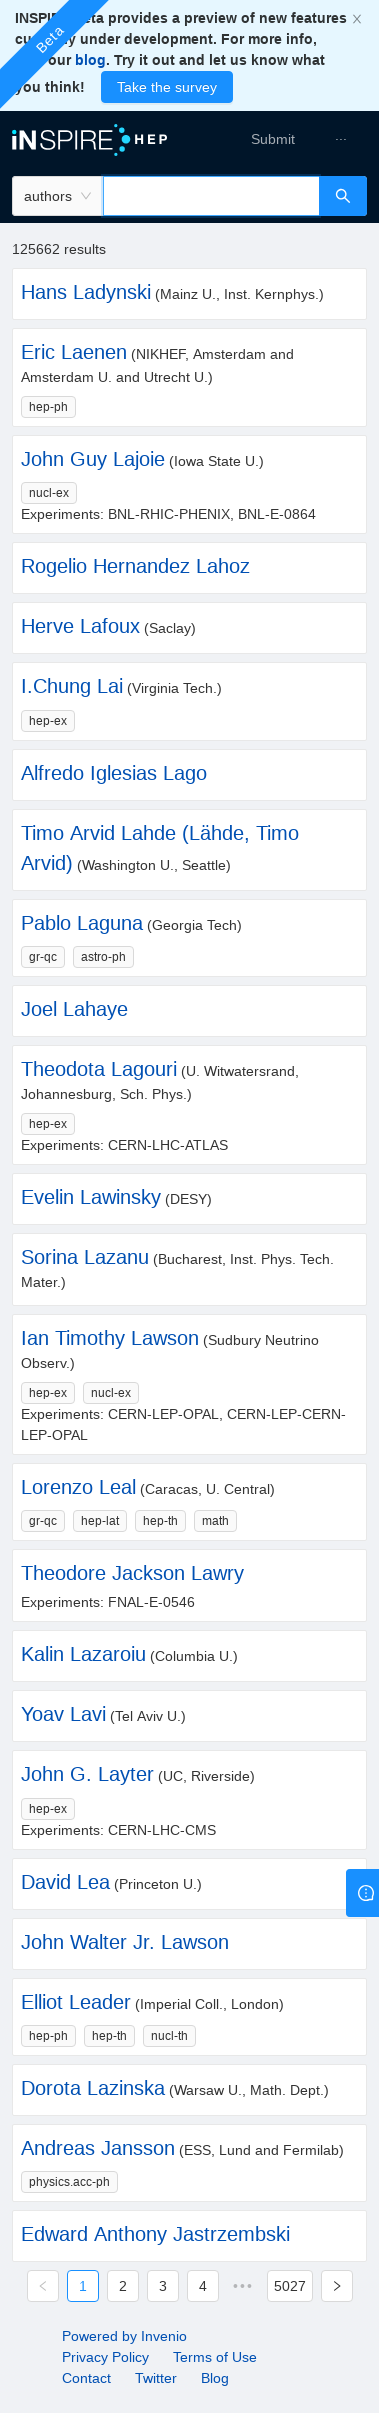 INSPIRE beta provides a preview of new features
currently under development. For more info,
our blog. Try it out and let us know what
you think! Take the survey
Beta
INSPIRE HEP
Submit ···
authors
125662 results
Hans Ladynski (Mainz U., Inst. Kernphys.)
Eric Laenen (NIKHEF, Amsterdam and
Amsterdam U. and Utrecht U.)
hep-ph
John Guy Lajoie (Iowa State U.)
nucl-ex
Experiments: BNL-RHIC-PHENIX, BNL-E-0864
Rogelio Hernandez Lahoz
Herve Lafoux (Saclay)
I.Chung Lai (Virginia Tech.)
hep-ex
Alfredo Iglesias Lago
Timo Arvid Lahde (Lähde, Timo
Arvid) (Washington U., Seattle)
Pablo Laguna (Georgia Tech)
gr-qc astro-ph
Joel Lahaye
Theodota Lagouri (U. Witwatersrand,
Johannesburg, Sch. Phys.)
hep-ex
Experiments: CERN-LHC-ATLAS
Evelin Lawinsky (DESY)
Sorina Lazanu (Bucharest, Inst. Phys. Tech.
Mater.)
Ian Timothy Lawson (Sudbury Neutrino
Observ.)
hep-ex nucl-ex
Experiments: CERN-LEP-OPAL, CERN-LEP-CERN-
LEP-OPAL
Lorenzo Leal (Caracas, U. Central)
gr-qc hep-lat hep-th math
Theodore Jackson Lawry
Experiments: FNAL-E-0546
Kalin Lazaroiu (Columbia U.)
Yoav Lavi (Tel Aviv U.)
John G. Layter (UC, Riverside)
hep-ex
Experiments: CERN-LHC-CMS
David Lea (Princeton U.)
John Walter Jr. Lawson
Elliot Leader (Imperial Coll., London)
hep-ph hep-th nucl-th
Dorota Lazinska (Warsaw U., Math. Dept.)
Andreas Jansson (ESS, Lund and Fermilab)
physics.acc-ph
Edward Anthony Jastrzembski
1 2 3 4 ••• 5027
Powered by Invenio
Privacy Policy Terms of Use
Contact Twitter Blog